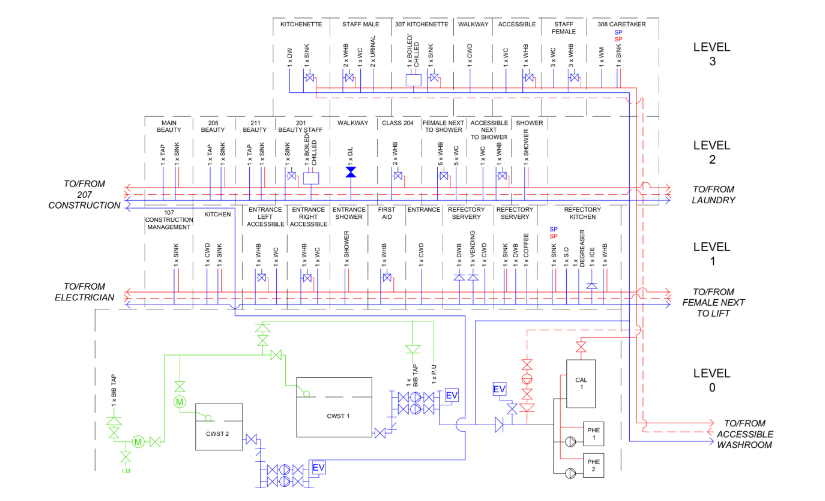 KITCHENETTE
STAFF MALE
307 KITCHENETTE
WALKWAY
ACCESSIBLE
STAFF
FEMALE
308 CARETAKER
SP
SP
1 x DW
1 x SINK
2 x WHB
1 x WC
2 x URINAL
1 x BOILED/
CHILLED
1 x SINK
1 x CWO
1 x WC
1 x WHB
3 x WC
3 x WHB
1 x WM
1 x SINK
LEVEL
3
MAIN
BEAUTY
205
BEAUTY
211
BEAUTY
201
BEAUTY STAFF
WALKWAY
CLASS 204
FEMALE NEXT
TO SHOWER
ACCESSIBLE
NEXT
TO SHOWER
SHOWER
1 x TAP
1 x SINK
1 x TAP
1 x SINK
1 x TAP
1 x SINK
1 x SINK
1 x BOILED/
CHILLED
1 x D/L
2 x WHB
5 x WHB
5 x WC
1 x WC
1 x WHB
1 x SHOWER
LEVEL
2
TO/FROM
207
CONSTRUCTION
TO/FROM
LAUNDRY
107
CONSTRUCTION
MANAGEMENT
KITCHEN
ENTRANCE
LEFT
ACCESSIBLE
ENTRANCE
RIGHT
ACCESSIBLE
ENTRANCE
SHOWER
FIRST
AID
ENTRANCE
REFECTORY
SERVERY
REFECTORY
SERVERY
REFECTORY
KITCHEN
SP
SP
1 x SINK
1 x CWD
1 x SINK
1 x WHB
1 x WC
1 x WHB
1 x WC
1 x SHOWER
1 x WHB
1 x CWD
1 x DWB
1 x VENDING
1 x CWD
1 x SINK
1 x DWB
1 x COFFEE
1 x SINK
1 x S.O
1 x
DEGREASER
1 x ICE
1 x WHB
LEVEL
1
TO/FROM
ELECTRICIAN
TO/FROM
FEMALE NEXT
TO LIFT
1 x BIB TAP
M
M
I.M
CWST 2
CWST 1
1 x
BIB TAP
1 x P.U
EV
EV
EV
CAL
1
PHE
1
PHE
2
LEVEL
0
TO/FROM
ACCESSIBLE
WASHROOM